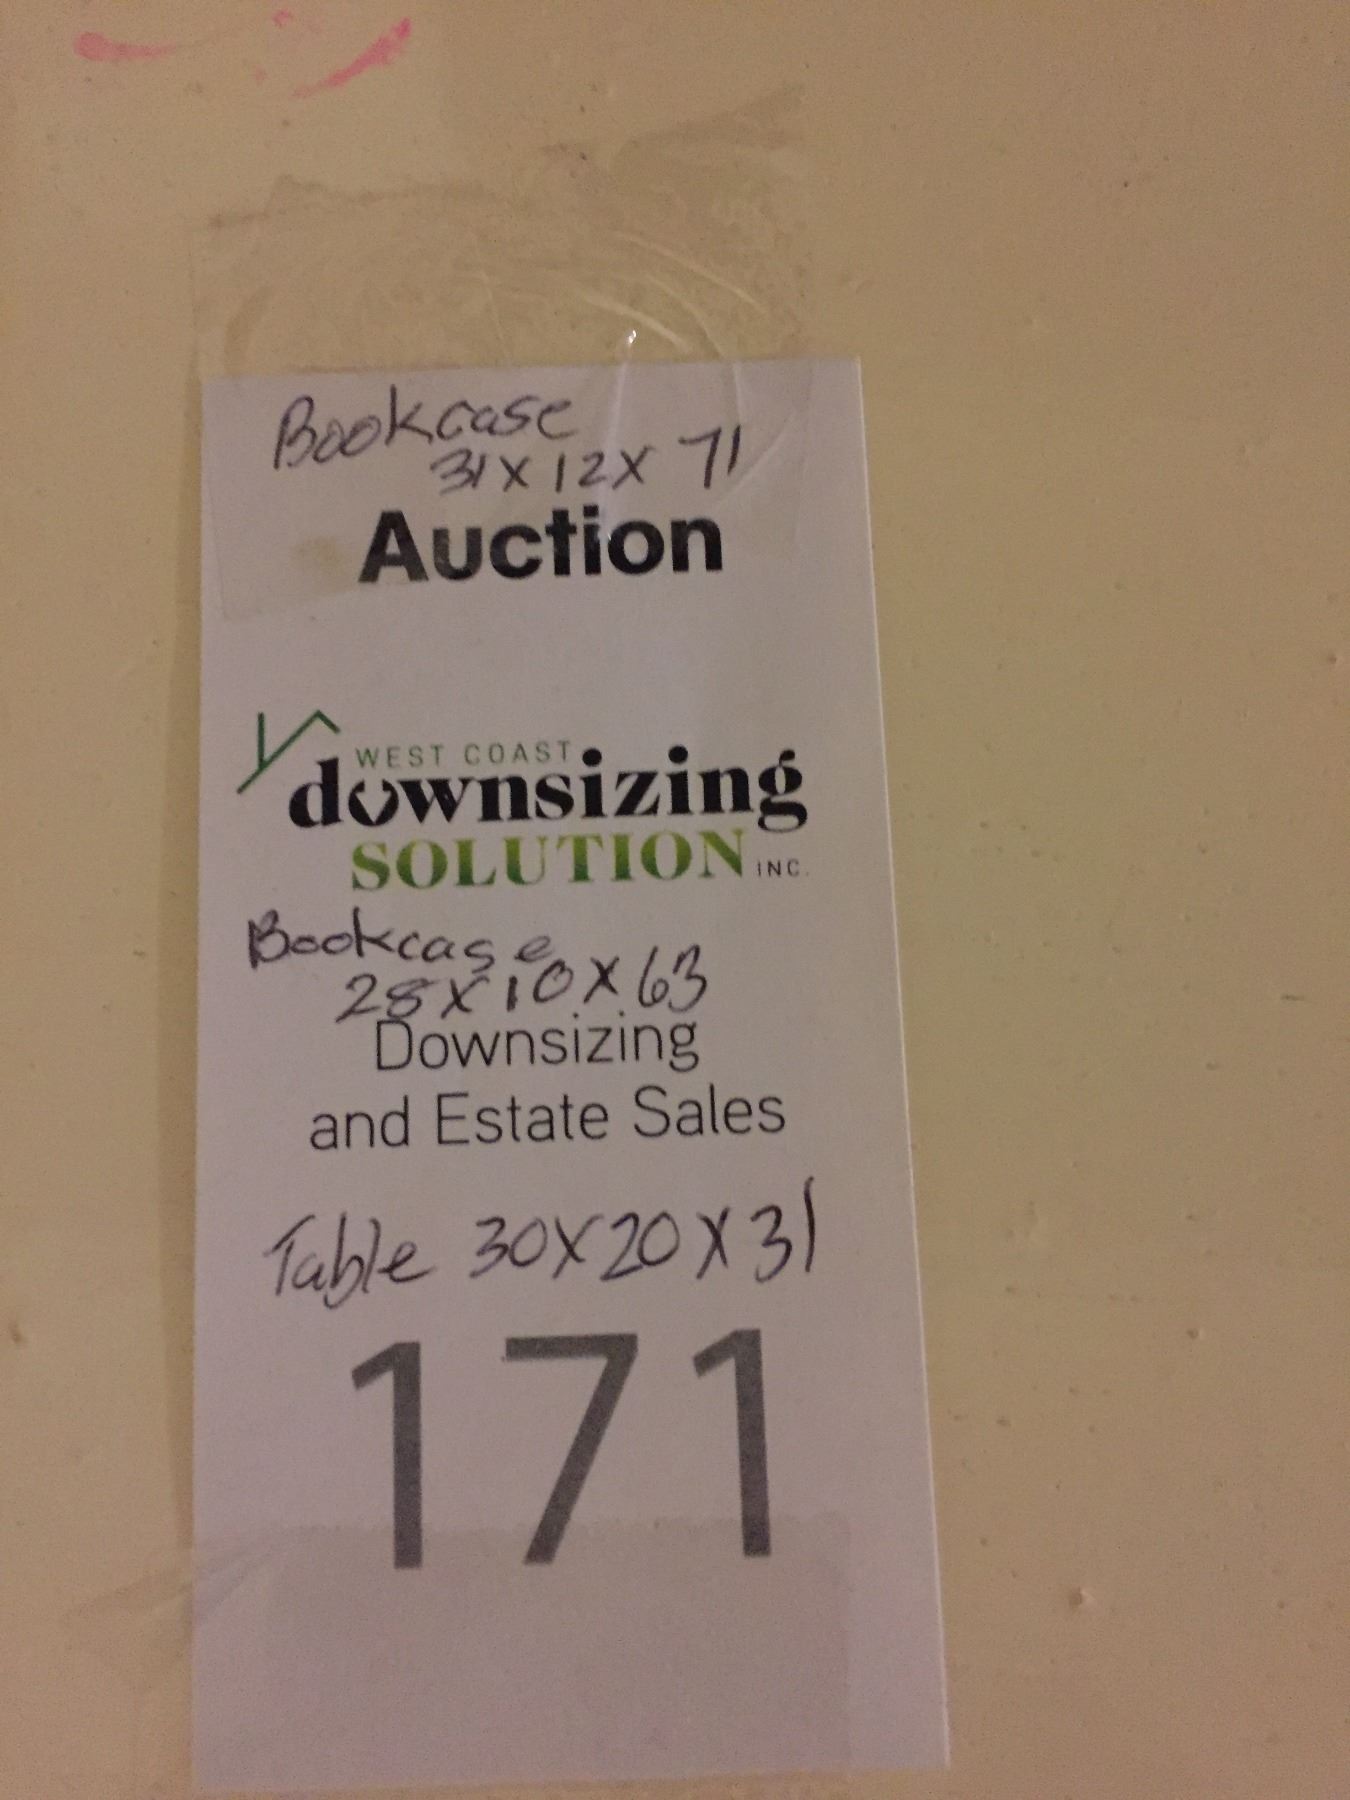 Bookcase
31 X 12 X 71
Auction
WEST COAST
downsizing
SOLUTION INC.
Bookcase
28 X 10 X 63
Downsizing
and Estate Sales
Table 30 X 20 X 31
171